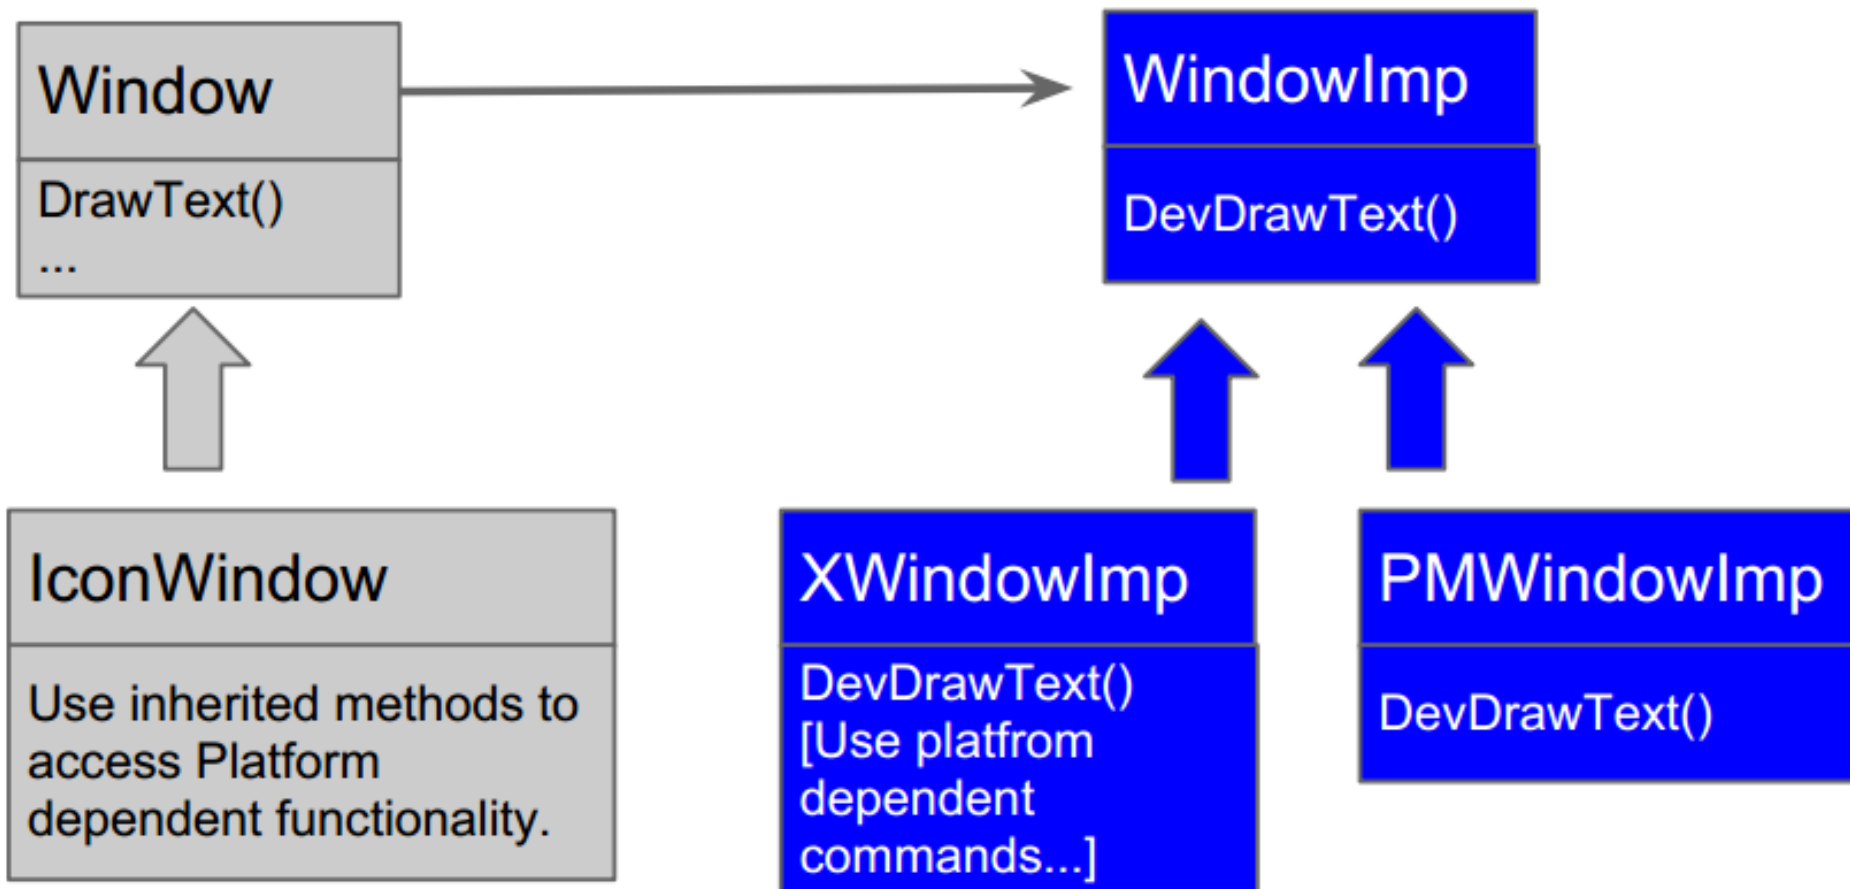 Window
DrawText()
...
WindowImp
DevDrawText()
IconWindow
Use inherited methods to
access Platform
dependent functionality.
XWindowImp
DevDrawText()
[Use platfrom
dependent
commands...]
PMWindowImp
DevDrawText()